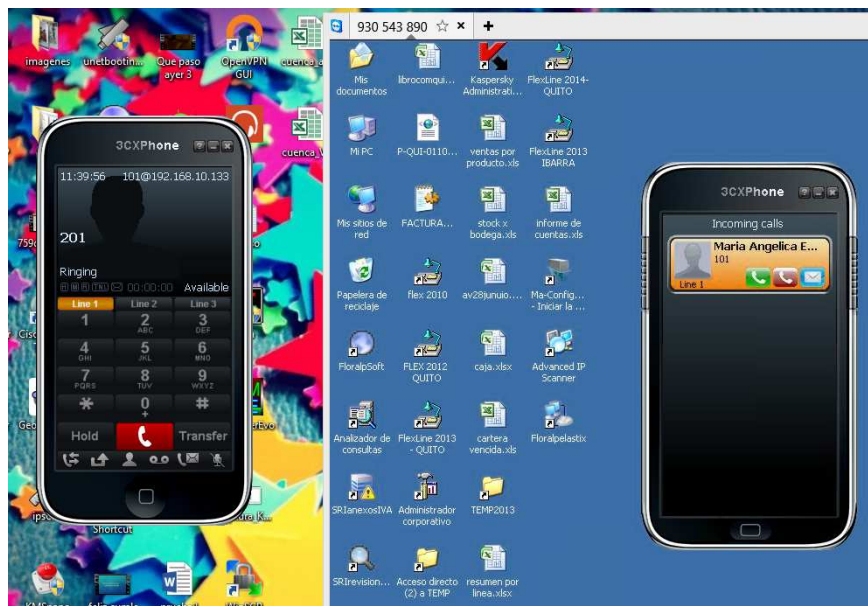 imagenes
unetbootin...
Que paso
ayer 3
OpenVPN
GUI
cuenca_a
cuenca_V
3CXPhone
11:39:56 101@192.168.10.133
201
Ringing
00:00:00 Available
Line 1 Line 2 Line 3
1 2 3
ABC DEF
4 5 6
GHI JKL MNO
7 8 9
PQRS TUV WXYZ
* 0 #
+
Hold Transfer
Shortcut
930 543 890
Mis
documentos
librocomqui...
Kaspersky
Administrati...
FlexLine 2014-
QUITO
Mi PC
P-QUI-0110...
ventas por
producto.xls
FlexLine 2013
IBARRA
Mis sitios de
red
FACTURA...
stock x
bodega.xls
informe de
cuentas.xls
Papelera de
reciclaje
flex 2010
av28junuio....
Ma-Config...
- Iniciar la ...
FloralpSoft
FLEX 2012
QUITO
caja.xlsx
Advanced IP
Scanner
Analizador de
consultas
FlexLine 2013
- QUITO
cartera
vencida.xls
Floralpelastix
SRIanexosIVA
Administrador
corporativo
TEMP2013
SRIrevision...
Acceso directo
(2) a TEMP
resumen por
linea.xlsx
3CXPhone
Incoming calls
Maria Angelica E...
101
Line 1